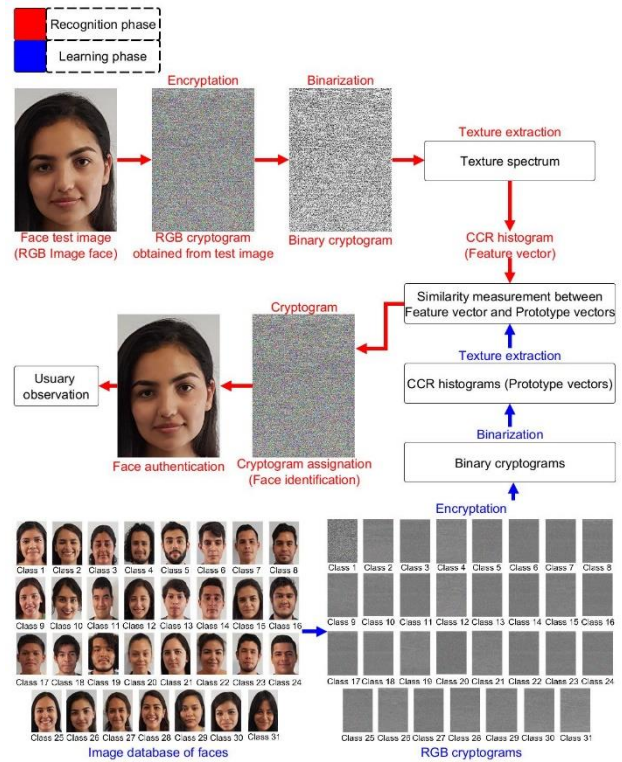 Recognition phase
Learning phase
Encryptation
Binarization
Texture extraction
Texture spectrum
Face test image
(RGB Image face)
RGB cryptogram
obtained from test image
Binary cryptogram
CCR histogram
(Feature vector)
Similarity measurement between
Feature vector and Prototype vectors
Cryptogram
Texture extraction
Usuary
observation
CCR histograms (Prototype vectors)
Binarization
Face authentication
Cryptogram assignation
(Face identification)
Binary cryptograms
Encryptation
Class 1 Class 2 Class 3 Class 4 Class 5 Class 6 Class 7 Class 8
Class 9 Class 10 Class 11 Class 12 Class 13 Class 14 Class 15 Class 16
Class 17 Class 18 Class 19 Class 20 Class 21 Class 22 Class 23 Class 24
Class 25 Class 26 Class 27 Class 28 Class 29 Class 30 Class 31
Image database of faces
Class 1 Class 2 Class 3 Class 4 Class 5 Class 6 Class 7 Class 8
Class 9 Class 10 Class 11 Class 12 Class 13 Class 14 Class 15 Class 16
Class 17 Class 18 Class 19 Class 20 Class 21 Class 22 Class 23 Class 24
Class 25 Class 26 Class 27 Class 28 Class 29 Class 30 Class 31
RGB cryptograms